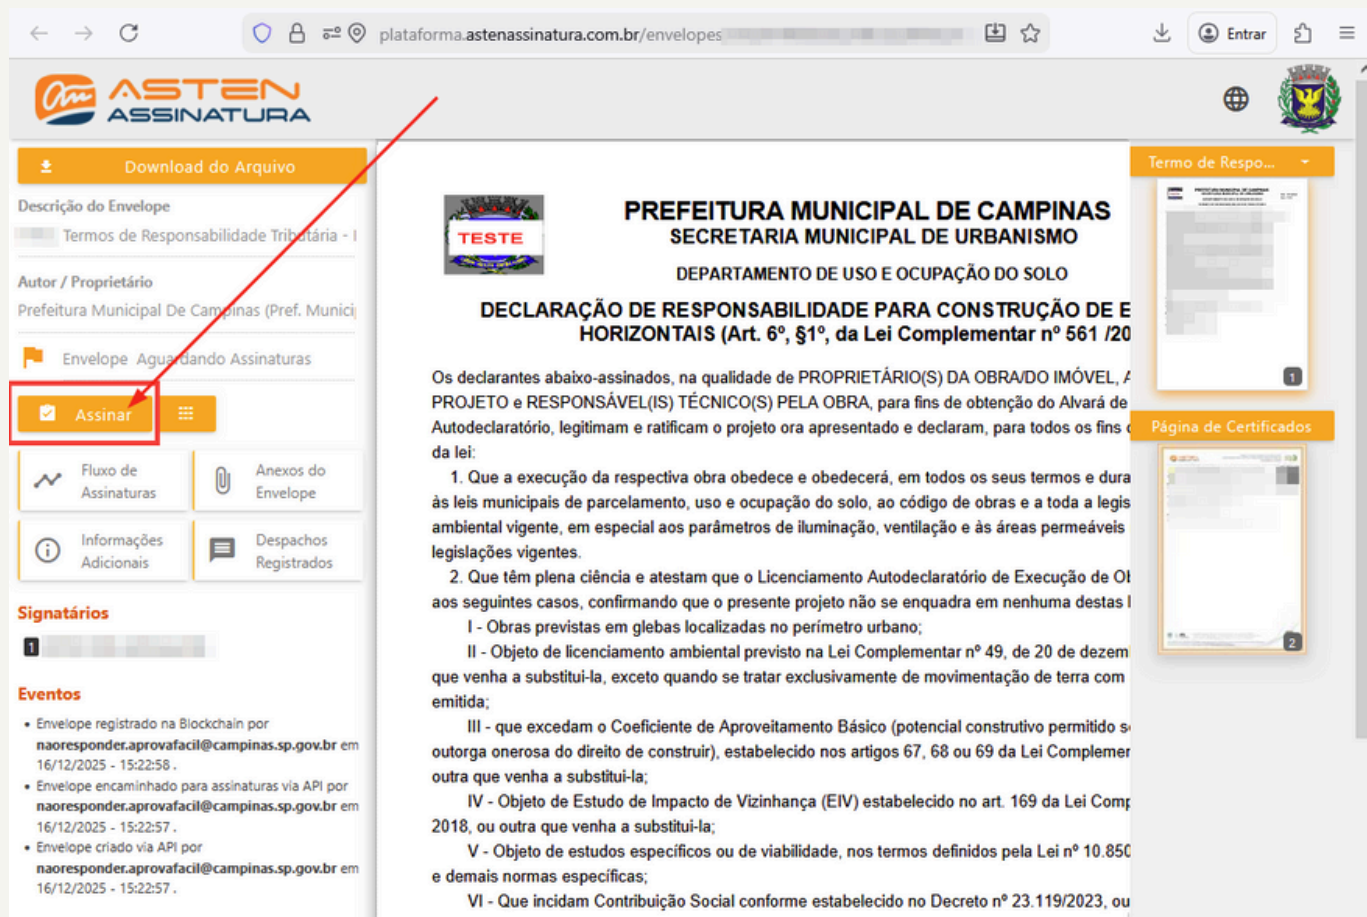 plataforma.astenassinatura.com.br/envelopes
Entrar
ASTEN
ASSINATURA
Download do Arquivo
Descrição do Envelope
Termos de Responsabilidade Tributária - I
Autor / Proprietário
Prefeitura Municipal De Campinas (Pref. Munici
Envelope Aguardando Assinaturas
Assinar
Fluxo de
Assinaturas
Anexos do
Envelope
Informações
Adicionais
Despachos
Registrados
Signatários
1
Eventos
• Envelope registrado na Blockchain por
naoresponder.aprovafacil@campinas.sp.gov.br em
16/12/2025 - 15:22:58 .
• Envelope encaminhado para assinaturas via API por
naoresponder.aprovafacil@campinas.sp.gov.br em
16/12/2025 - 15:22:57 .
• Envelope criado via API por
naoresponder.aprovafacil@campinas.sp.gov.br em
16/12/2025 - 15:22:57 .
TESTE
PREFEITURA MUNICIPAL DE CAMPINAS
SECRETARIA MUNICIPAL DE URBANISMO
DEPARTAMENTO DE USO E OCUPAÇÃO DO SOLO
DECLARAÇÃO DE RESPONSABILIDADE PARA CONSTRUÇÃO DE E
HORIZONTAIS (Art. 6º, §1º, da Lei Complementar nº 561 /20
Os declarantes abaixo-assinados, na qualidade de PROPRIETÁRIO(S) DA OBRA/DO IMÓVEL, A
PROJETO e RESPONSÁVEL(IS) TÉCNICO(S) PELA OBRA, para fins de obtenção do Alvará de
Autodeclaratório, legitimam e ratificam o projeto ora apresentado e declaram, para todos os fins
da lei:
1. Que a execução da respectiva obra obedece e obedecerá, em todos os seus termos e dura
às leis municipais de parcelamento, uso e ocupação do solo, ao código de obras e a toda a legis
ambiental vigente, em especial aos parâmetros de iluminação, ventilação e às áreas permeáveis
legislações vigentes.
2. Que têm plena ciência e atestam que o Licenciamento Autodeclaratório de Execução de Ob
aos seguintes casos, confirmando que o presente projeto não se enquadra em nenhuma destas
I - Obras previstas em glebas localizadas no perímetro urbano;
II - Objeto de licenciamento ambiental previsto na Lei Complementar nº 49, de 20 de dezem
que venha a substitui-la, exceto quando se tratar exclusivamente de movimentação de terra com
emitida;
III - que excedam o Coeficiente de Aproveitamento Básico (potencial construtivo permitido s
outorga onerosa do direito de construir), estabelecido nos artigos 67, 68 ou 69 da Lei Complemen
outra que venha a substitui-la;
IV - Objeto de Estudo de Impacto de Vizinhança (EIV) estabelecido no art. 169 da Lei Comp
2018, ou outra que venha a substitui-la;
V - Objeto de estudos específicos ou de viabilidade, nos termos definidos pela Lei nº 10.850
e demais normas específicas;
VI - Que incidam Contribuição Social conforme estabelecido no Decreto nº 23.119/2023, ou
Termo de Respo...
1
Página de Certificados
2